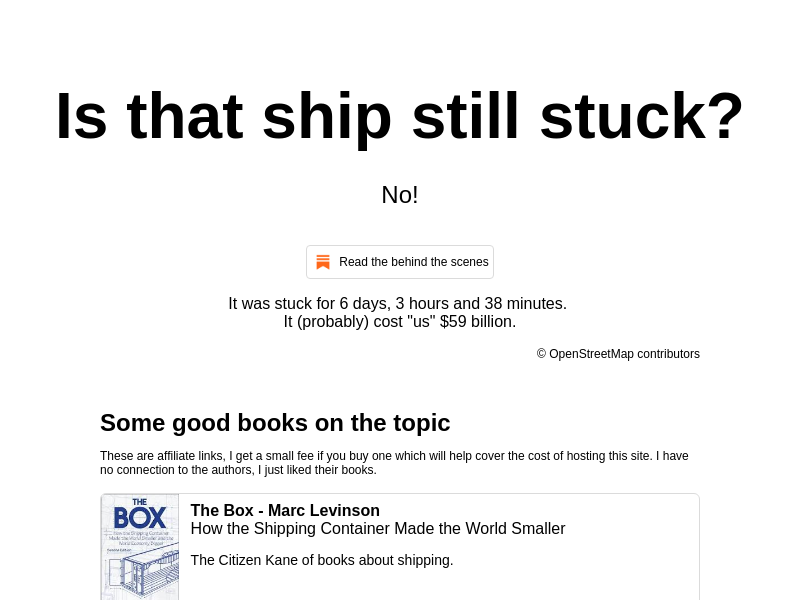 Is that ship still stuck?
No!
Read the behind the scenes
It was stuck for 6 days, 3 hours and 38 minutes.
It (probably) cost "us" $59 billion.
© OpenStreetMap contributors
Some good books on the topic
These are affiliate links, I get a small fee if you buy one which will help cover the cost of hosting this site. I have
no connection to the authors, I just liked their books.
THE
BOX
The Box - Marc Levinson
How the Shipping Container Made the World Smaller
The Citizen Kane of books about shipping.